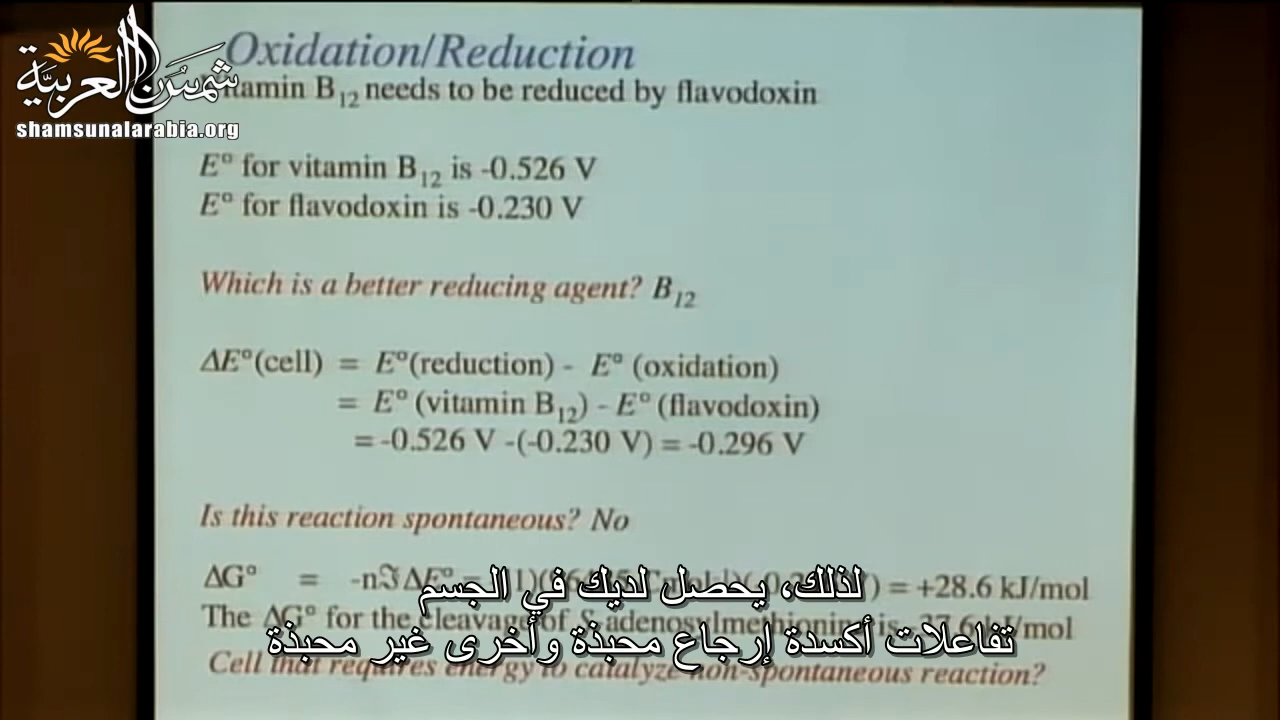 شمس العربية
shamsunalarabia.org
Oxidation/Reduction
tamin B12 needs to be reduced by flavodoxin
E° for vitamin B12 is -0.526 V
E° for flavodoxin is -0.230 V
Which is a better reducing agent? B12
ΔE°(cell) = E°(reduction) - E° (oxidation)
= E° (vitamin B12) - E° (flavodoxin)
= -0.526 V -(-0.230 V) = -0.296 V
Is this reaction spontaneous? No
ΔG° = -nℑΔE° = +28.6 kJ/mol
The ΔG° for the cleavage of S-adenosylmethionine is kJ/mol
Cell that requires energy to catalyze non-spontaneous reaction?
لذلك، يحصل لديك في الجسم
تفاعلات أكسدة إرجاع محبذة وأخرى غير محبذة